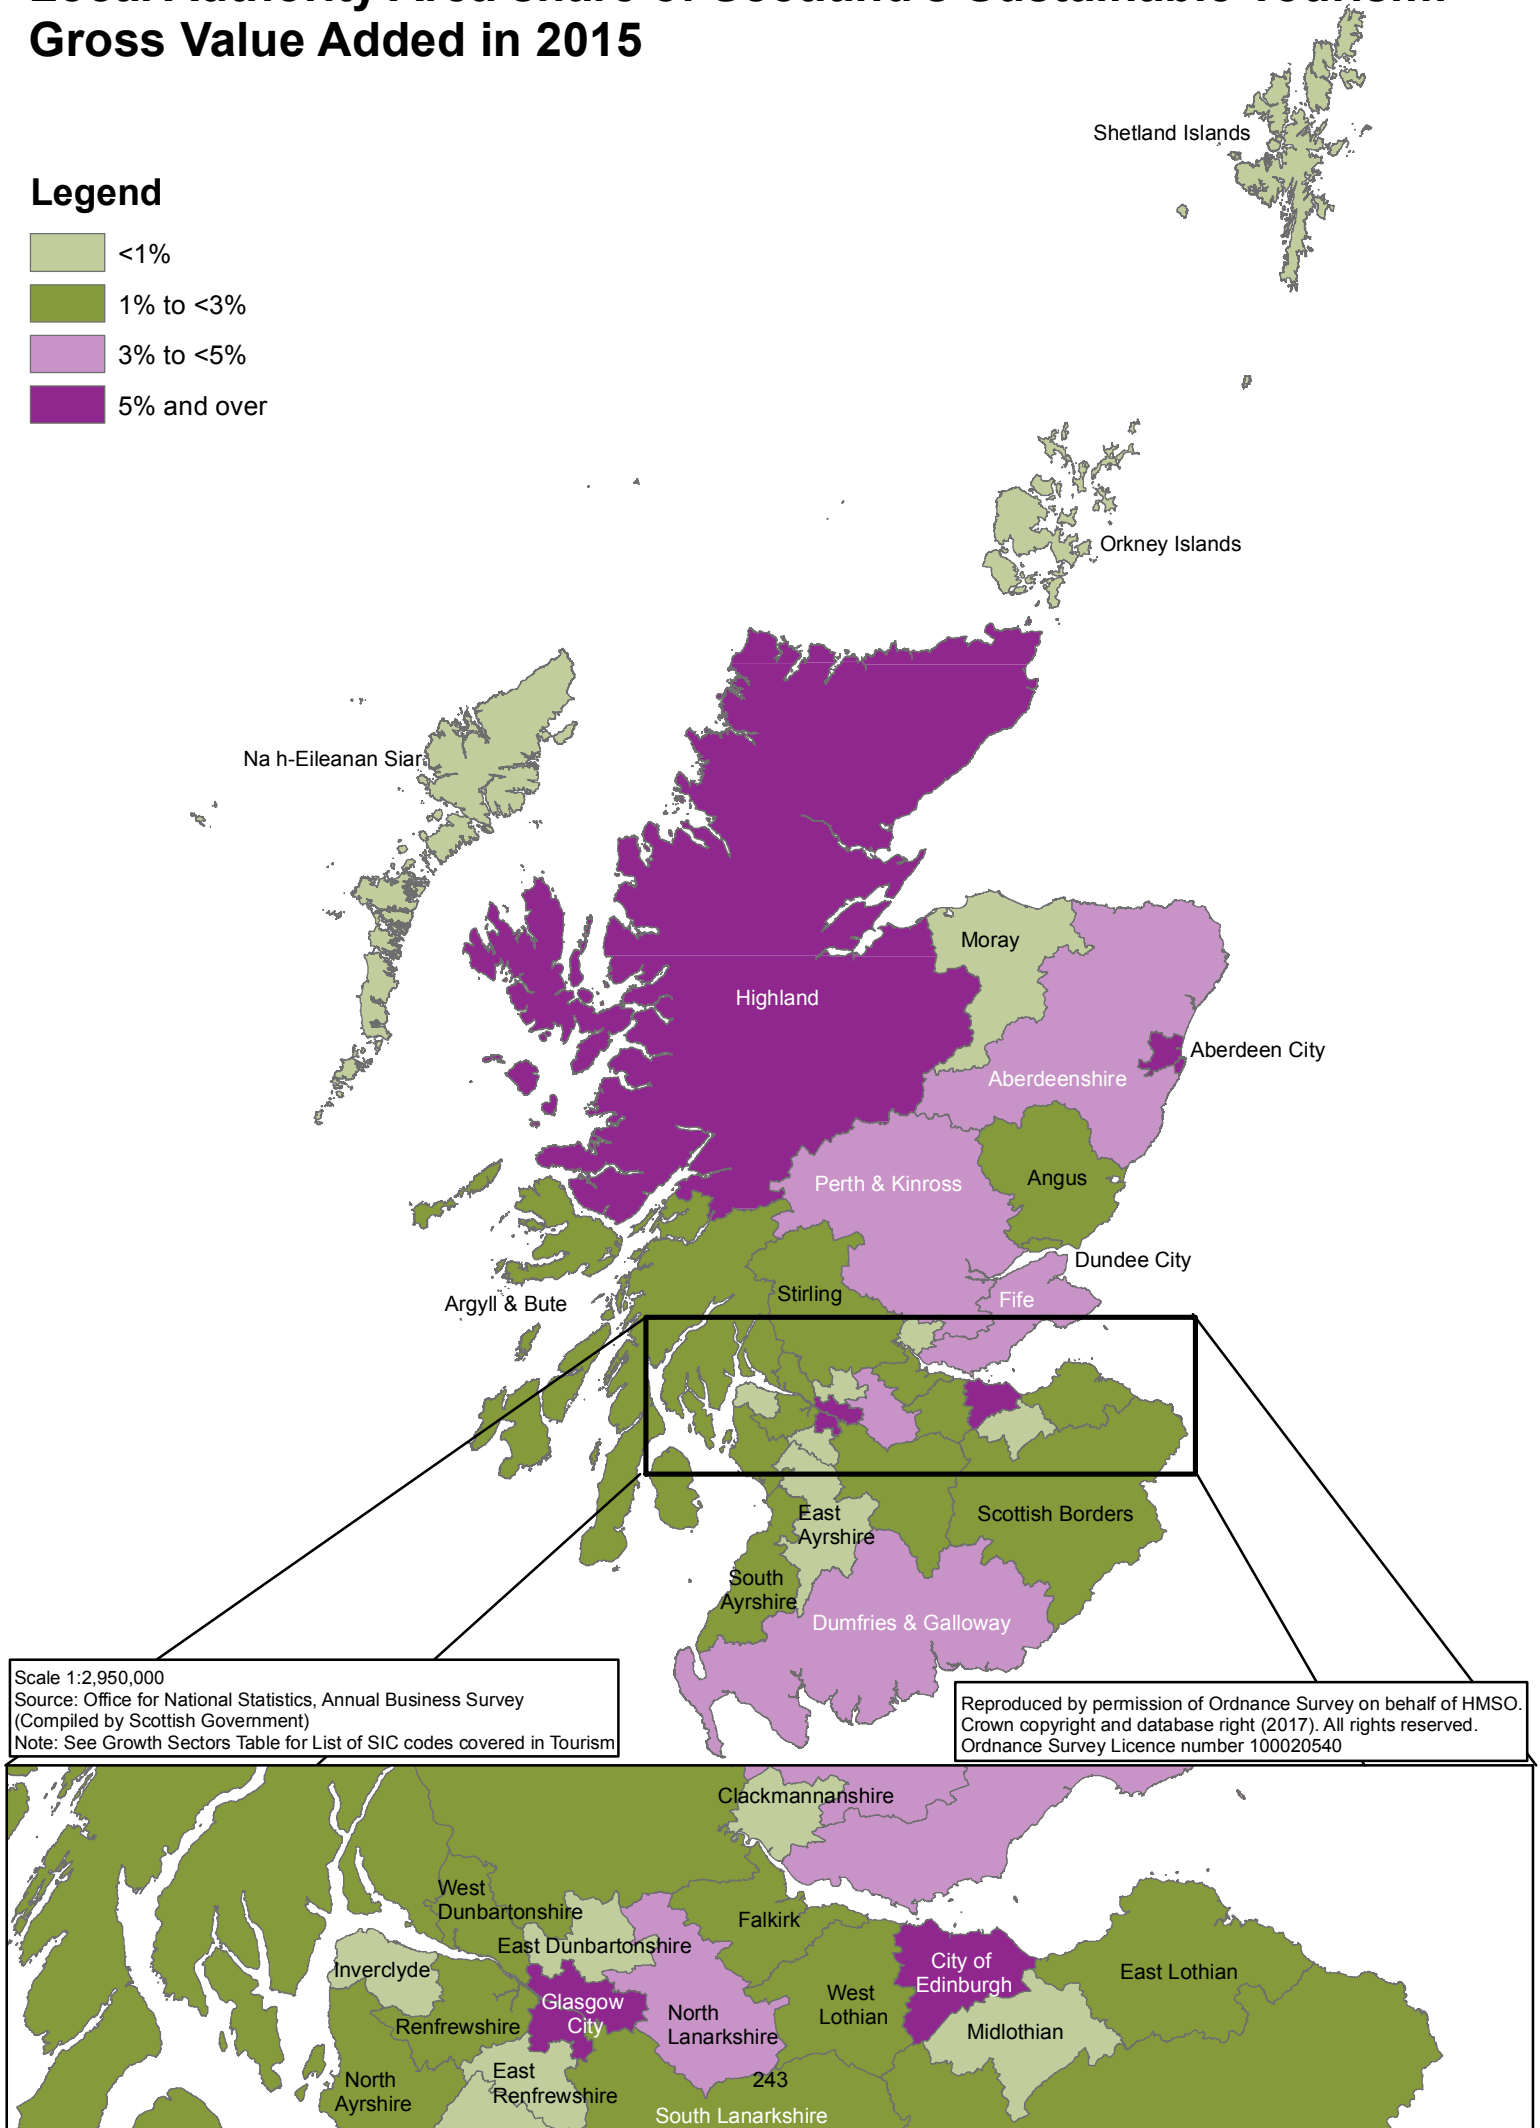 Gross Value Added in 2015
Shetland Islands
Legend
<1%
1% to <3%
3% to <5%
5% and over
Orkney Islands
Na h-Eileanan Siar
Moray
Highland
Aberdeen City
Aberdeenshire
Angus
Perth & Kinross
Dundee City
Stirling
Fife
Argyll & Bute
East
Ayrshire
Scottish Borders
South
Ayrshire
Dumfries & Galloway
Scale 1:2,950,000
Source: Office for National Statistics, Annual Business Survey
(Compiled by Scottish Government)
Note: See Growth Sectors Table for List of SIC codes covered in Tourism
Reproduced by permission of Ordnance Survey on behalf of HMSO.
Crown copyright and database right (2017). All rights reserved.
Ordnance Survey Licence number 100020540
Clackmannanshire
West
Dunbartonshire
Falkirk
East Dunbartonshire
City of
Edinburgh
Inverclyde
East Lothian
Glasgow
City
West
Lothian
North
Lanarkshire
Renfrewshire
Midlothian
East
Renfrewshire
North
Ayrshire
243
South Lanarkshire